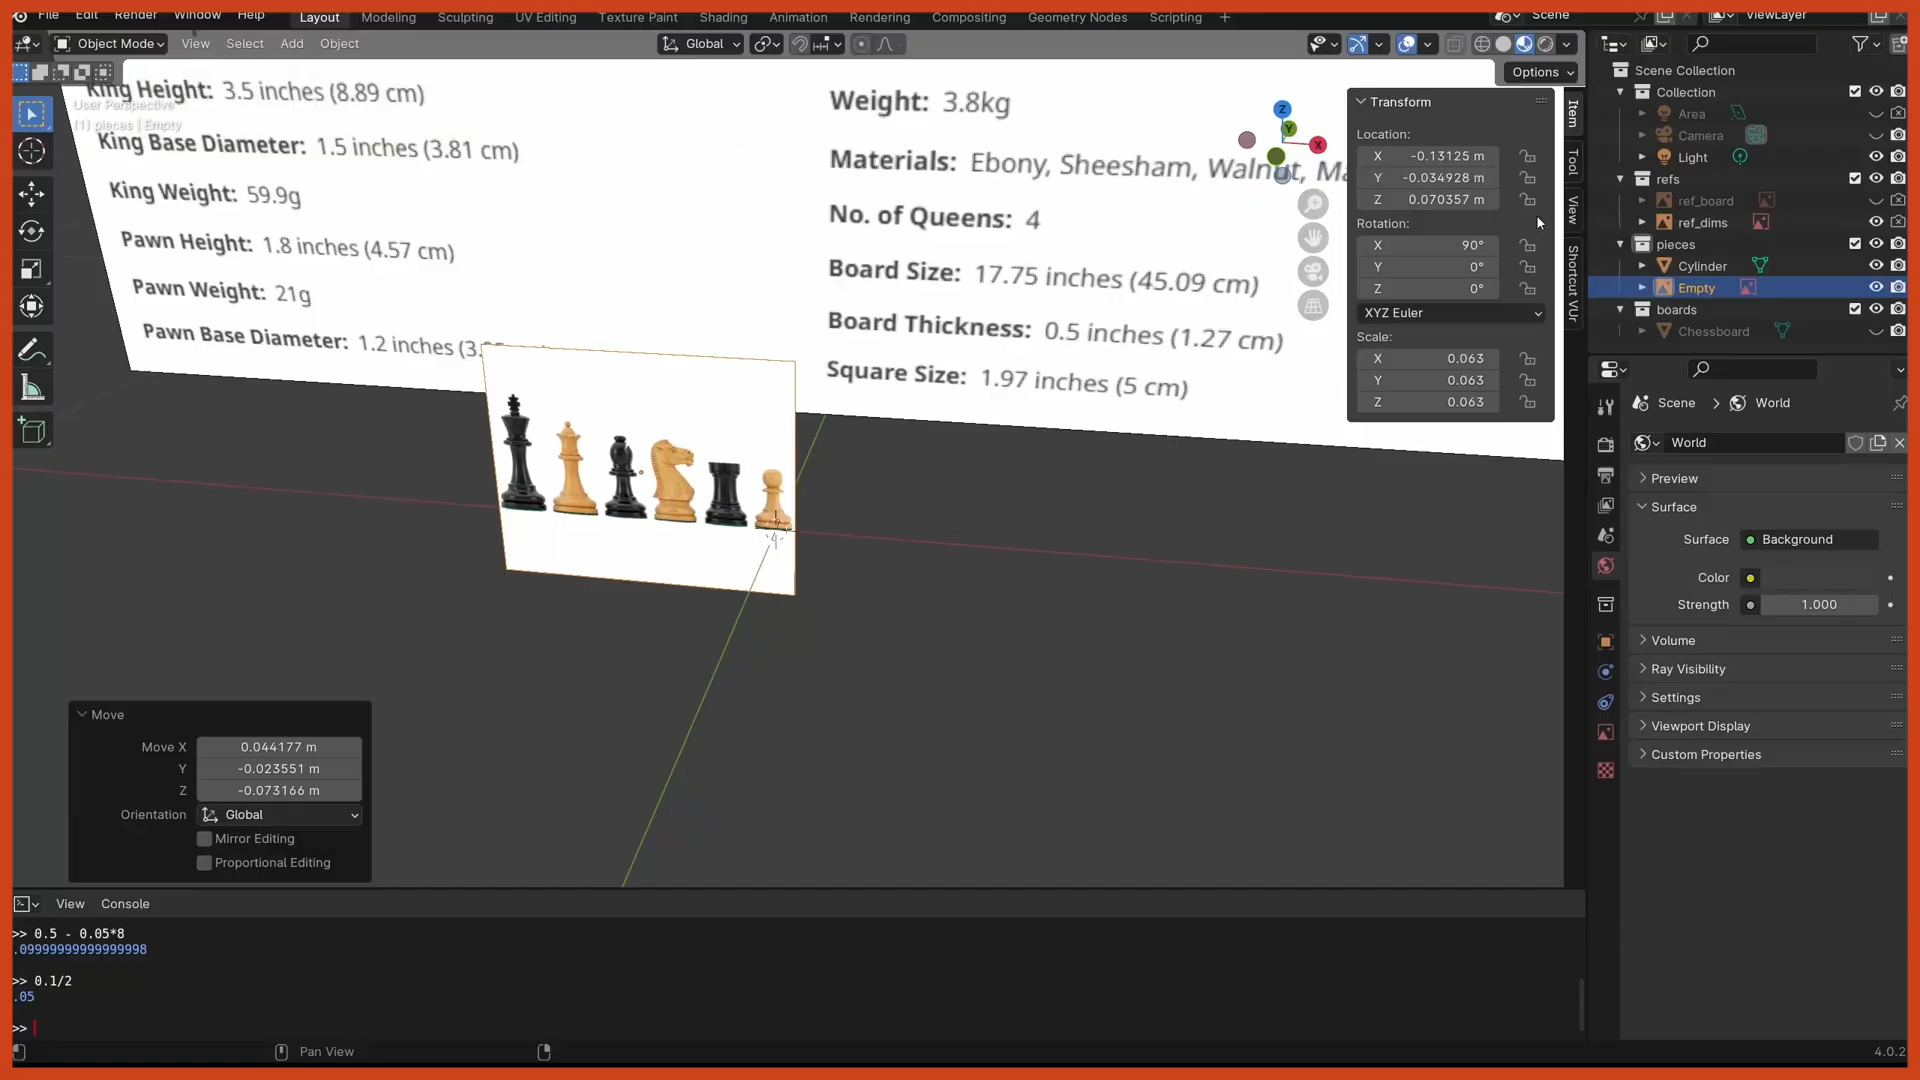 File Edit Render Window Help
Layout Modeling Sculpting UV Editing Texture Paint Shading Animation Rendering Compositing Geometry Nodes Scripting +
Scene
ViewLayer
Object Mode
View Select Add Object
Global
Options
User Perspective
(1) pieces | Empty
King Height: 3.5 inches (8.89 cm)
King Base Diameter: 1.5 inches (3.81 cm)
King Weight: 59.9g
Pawn Height: 1.8 inches (4.57 cm)
Pawn Weight: 21g
Pawn Base Diameter: 1.2 inches (3.
Weight: 3.8kg
Materials: Ebony, Sheesham, Walnut, Ma
No. of Queens: 4
Board Size: 17.75 inches (45.09 cm)
Board Thickness: 0.5 inches (1.27 cm)
Square Size: 1.97 inches (5 cm)
Z
Y
X
Transform
Location:
X -0.13125 m
Y -0.034928 m
Z 0.070357 m
Rotation:
X 90°
Y 0°
Z 0°
XYZ Euler
Scale:
X 0.063
Y 0.063
Z 0.063
Item
Tool
View
Shortcut VUr
Scene Collection
Collection
Area
Camera
Light
refs
ref_board
ref_dims
pieces
Cylinder
Empty
boards
Chessboard
Scene > World
World
Preview
Surface
Surface Background
Color
Strength 1.000
Volume
Ray Visibility
Settings
Viewport Display
Custom Properties
Move
Move X 0.044177 m
Y -0.023551 m
Z -0.073166 m
Orientation Global
Mirror Editing
Proportional Editing
View Console
>> 0.5 - 0.05*8
.09999999999999998
>> 0.1/2
.05
>>
Pan View
4.0.2